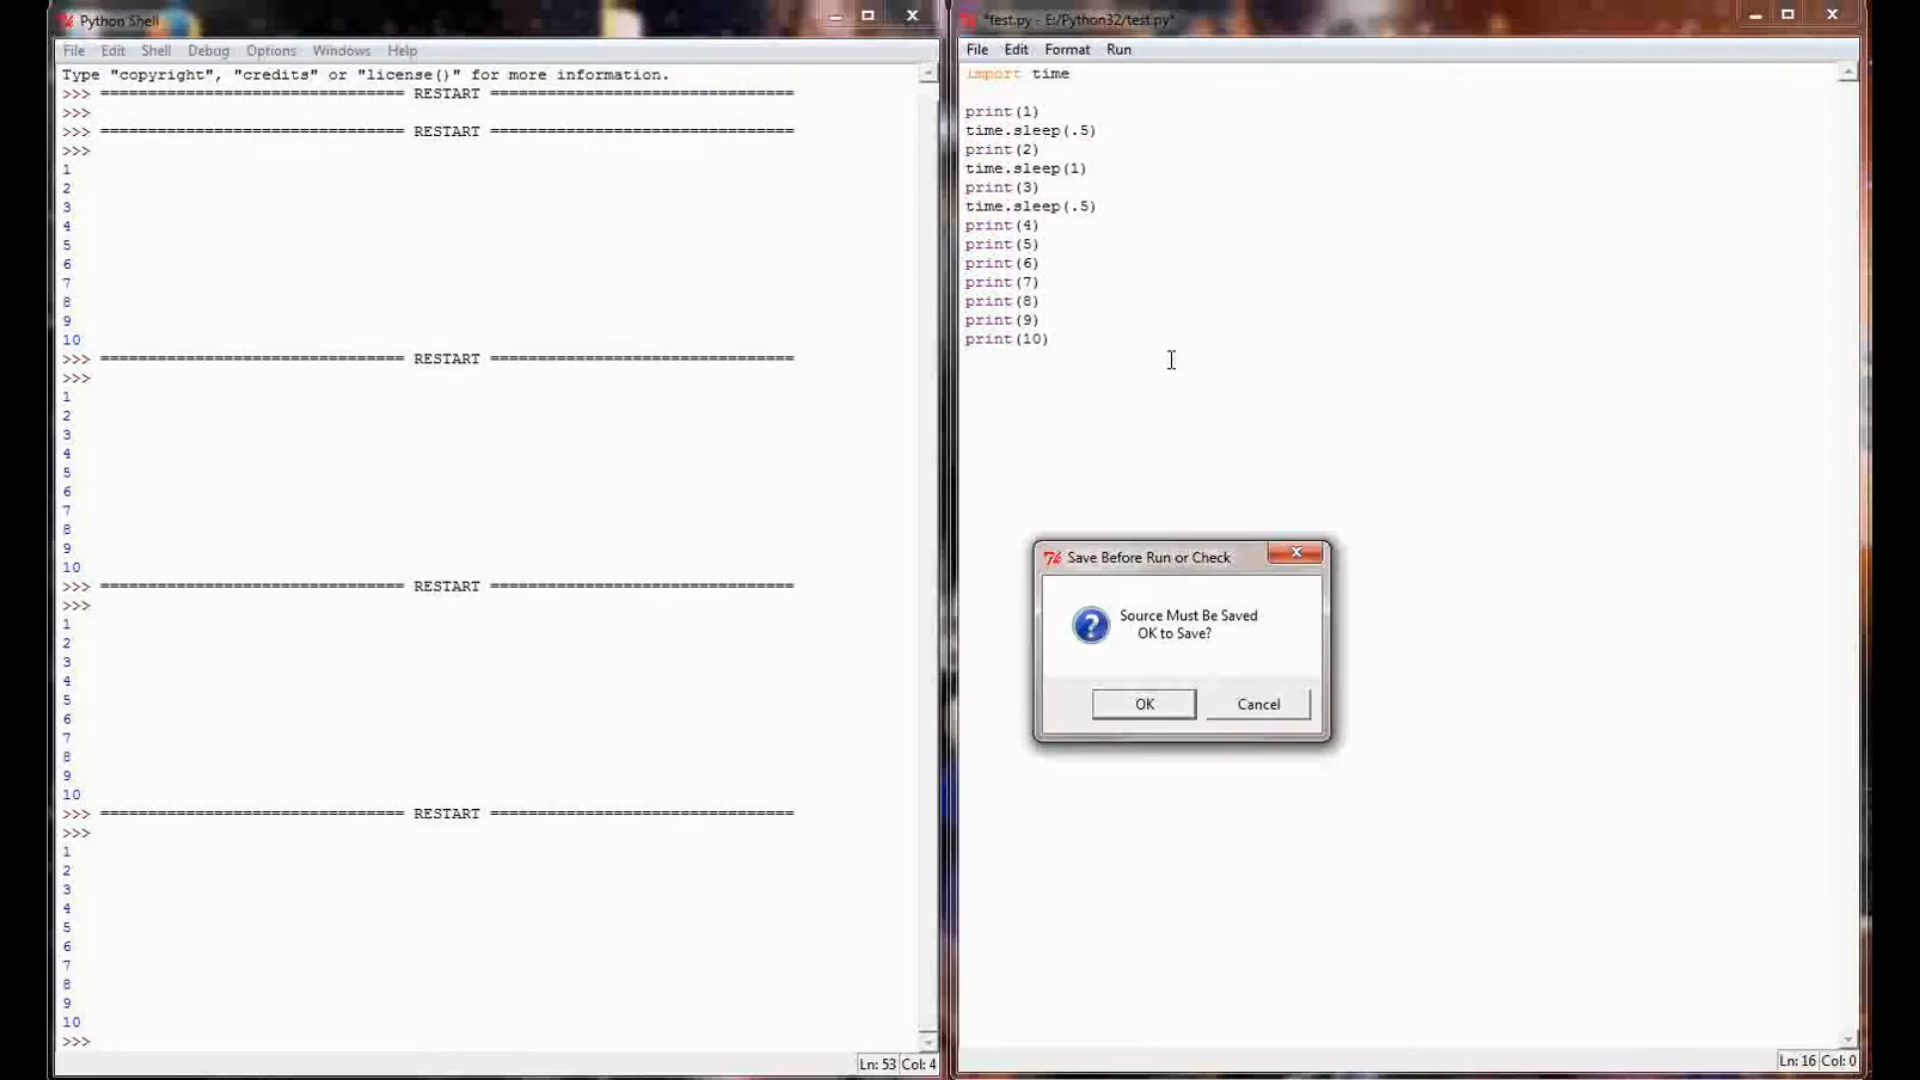 Python Shell
File Edit Shell Debug Options Windows Help
Type "copyright", "credits" or "license()" for more information.
>>> ================================ RESTART ================================
>>>
>>> ================================ RESTART ================================
>>>
1
2
3
4
5
6
7
8
9
10
>>> ================================ RESTART ================================
>>>
1
2
3
4
5
6
7
8
9
10
>>> ================================ RESTART ================================
>>>
1
2
3
4
5
6
7
8
9
10
>>> ================================ RESTART ================================
>>>
1
2
3
4
5
6
7
8
9
10
>>>
Ln: 53 Col: 4
*test.py - E:/Python32/test.py*
File Edit Format Run
import time
print(1)
time.sleep(.5)
print(2)
time.sleep(1)
print(3)
time.sleep(.5)
print(4)
print(5)
print(6)
print(7)
print(8)
print(9)
print(10)
Save Before Run or Check
Source Must Be Saved
OK to Save?
OK Cancel
Ln: 16 Col: 0